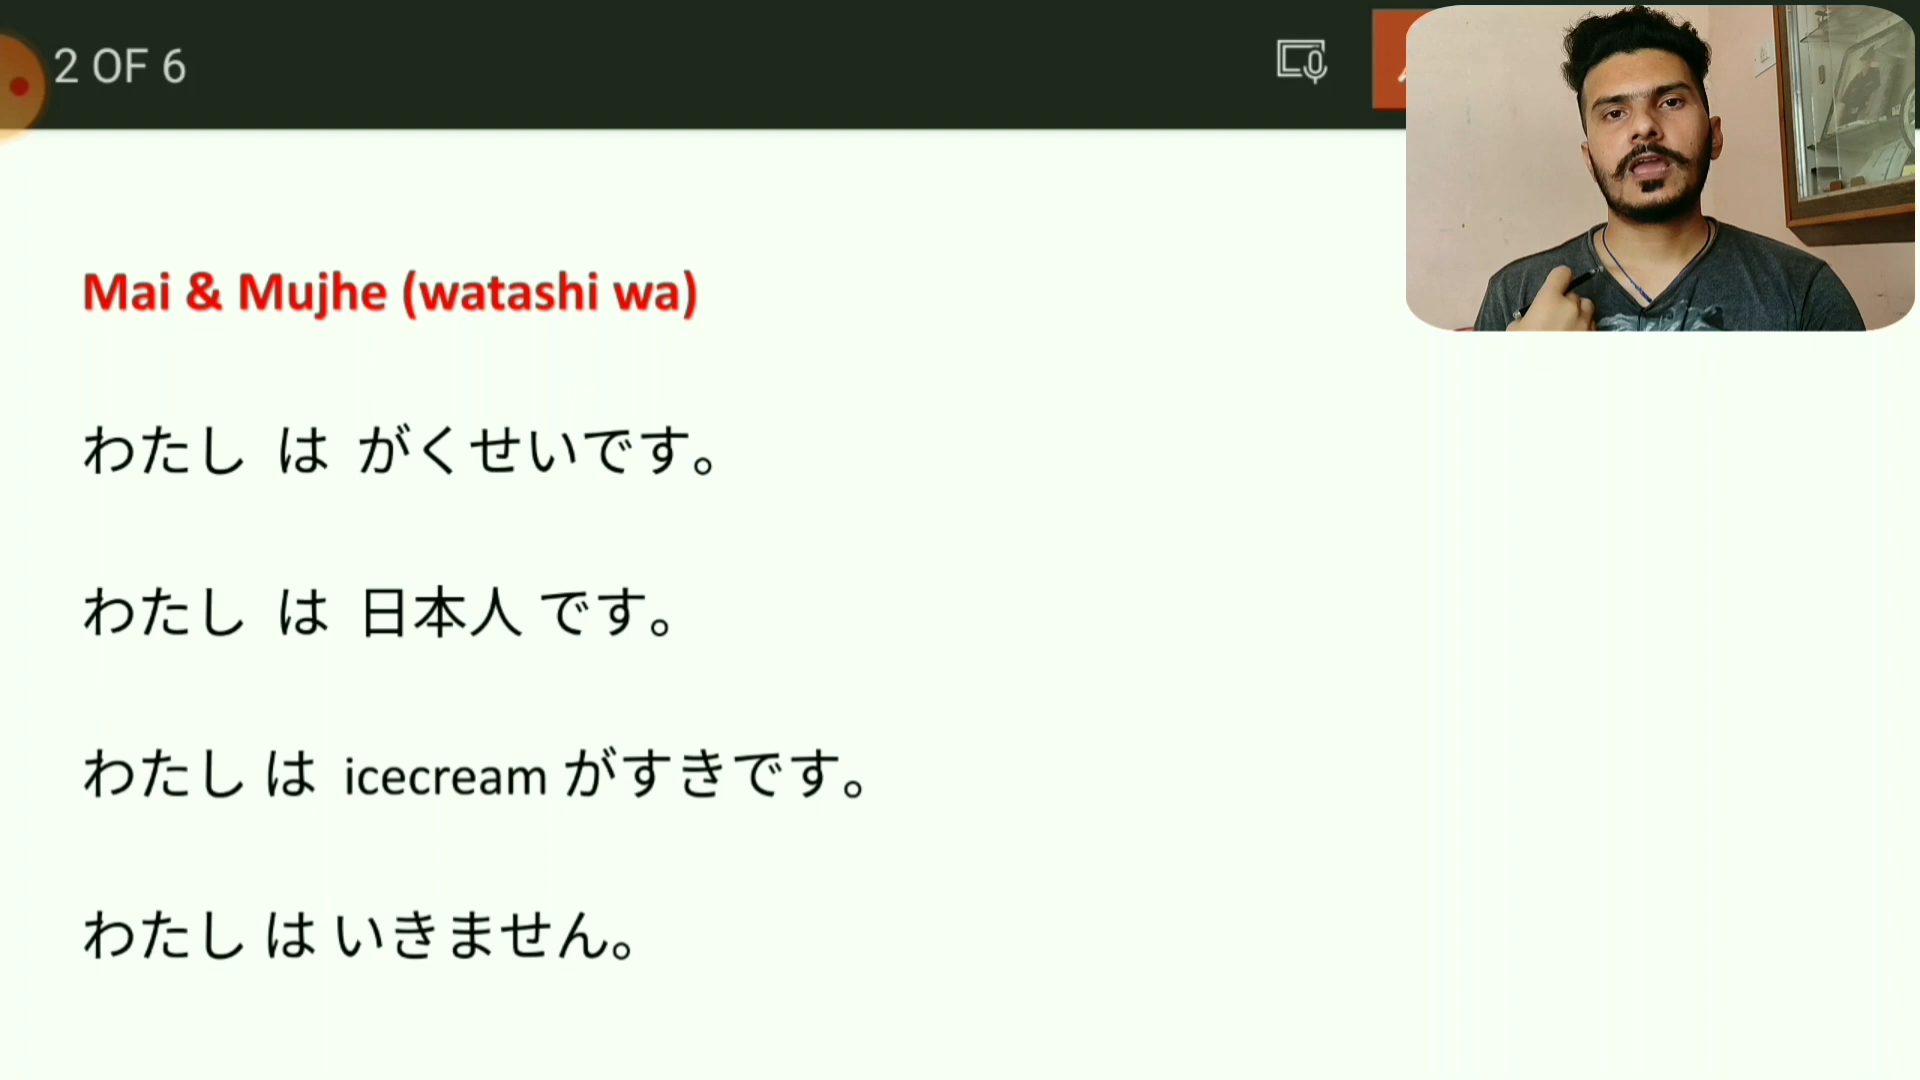 2 OF 6
Mai & Mujhe (watashi wa)
わたし は がくせいです。
わたし は 日本人 です。
わたし は icecream がすきです。
わたし は いきません。